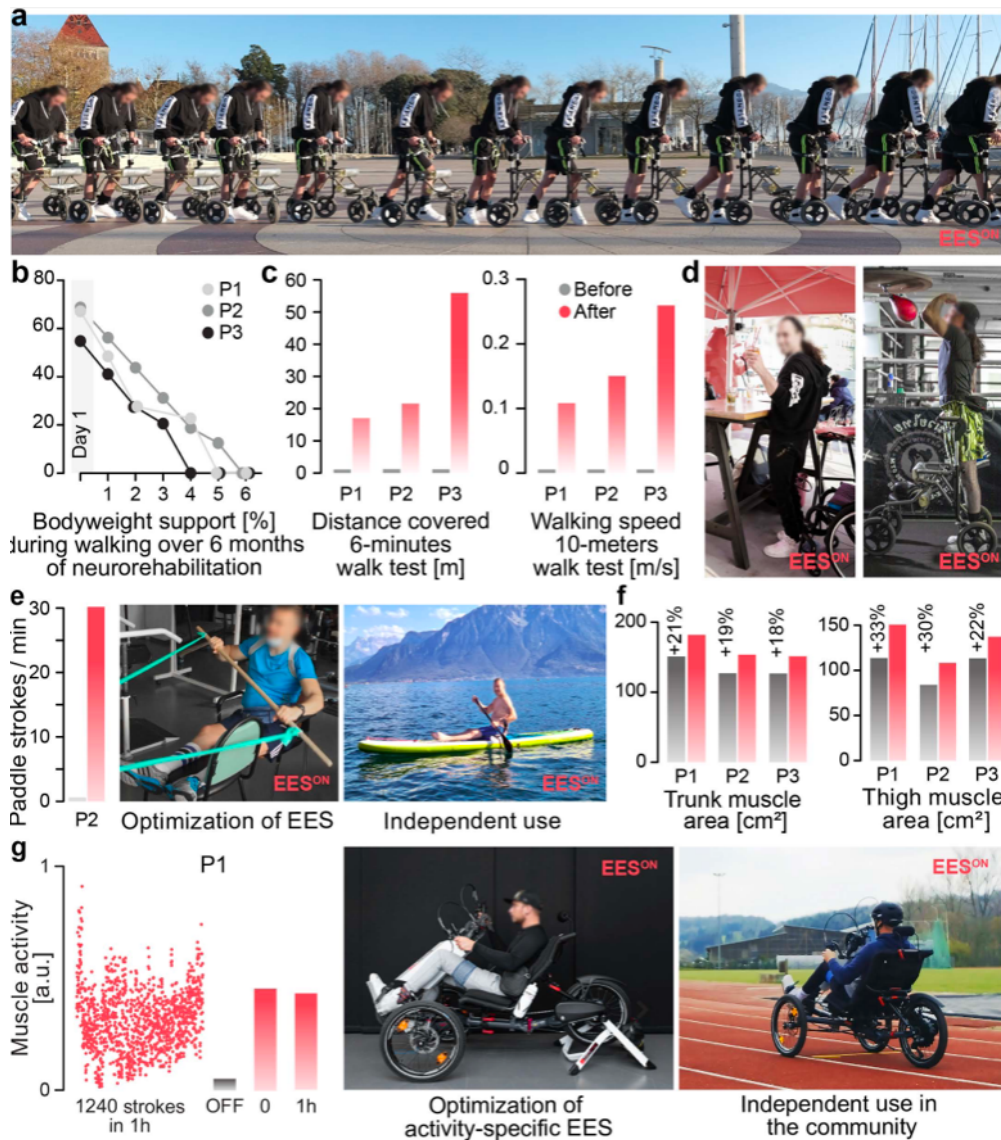 a
EES^ON
b
80
60
40
20
0
P1
P2
P3
Day 1
1 2 3 4 5 6
Bodyweight support [%]
during walking over 6 months
of neurorehabilitation
c
60
50
40
30
20
10
0
P1 P2 P3
Distance covered
6-minutes
walk test [m]
0.3
0.2
0.1
0
Before
After
P1 P2 P3
Walking speed
10-meters
walk test [m/s]
d
EES^ON
EES^ON
e
Paddle strokes / min
30
20
10
0
P2
EES^ON
Optimization of EES
EES^ON
Independent use
f
200
100
0
+21% +19% +18%
P1 P2 P3
Trunk muscle
area [cm²]
150
100
50
0
+33% +30% +22%
P1 P2 P3
Thigh muscle
area [cm²]
g
P1
Muscle activity
[a.u.]
1
0
1240 strokes
in 1h
OFF 0 1h
EES^ON
Optimization of
activity-specific EES
EES^ON
Independent use in
the community